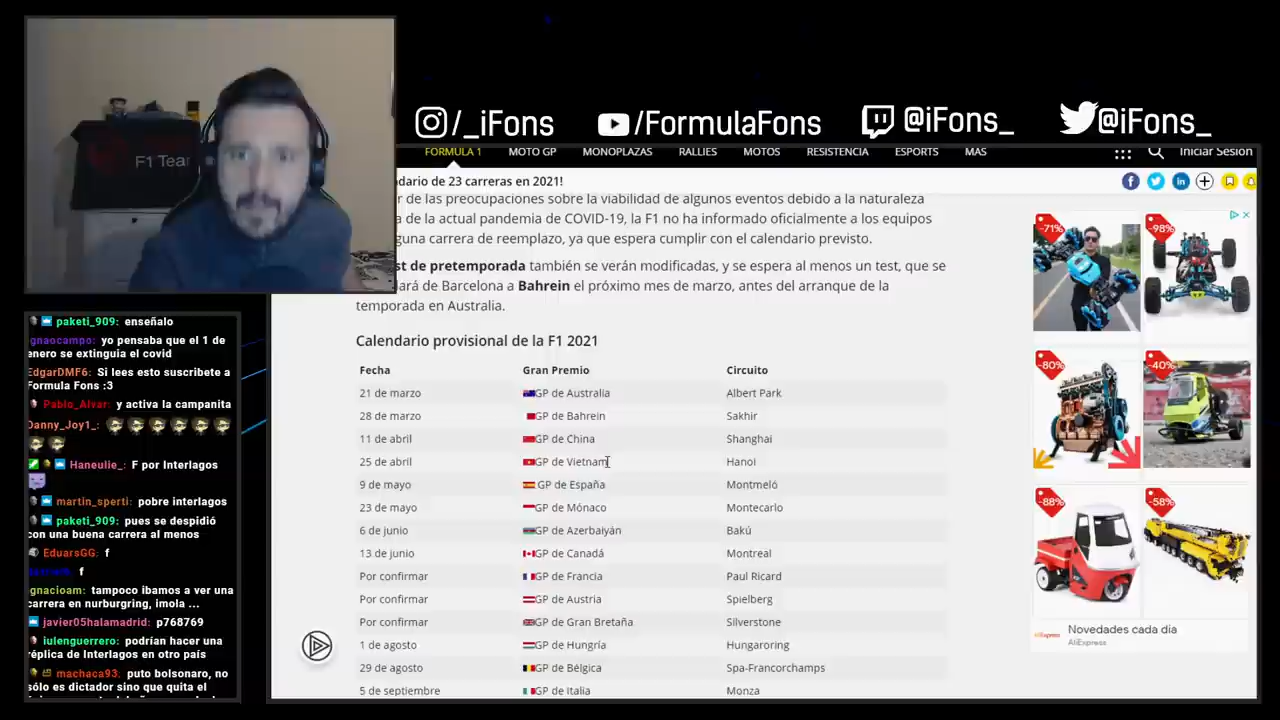 F1 Tea
/_iFons
/FormulaFons
@iFons_
@iFons_
FORMULA 1 MOTO GP MONOPLAZAS RALLIES MOTOS RESISTENCIA ESPORTS MÁS Iniciar Sesión
ndario de 23 carreras en 2021!
r de las preocupaciones sobre la viabilidad de algunos eventos debido a la naturaleza
a de la actual pandemia de COVID-19, la F1 no ha informado oficialmente a los equipos
guna carrera de reemplazo, ya que espera cumplir con el calendario previsto.
st de pretemporada también se verán modificadas, y se espera al menos un test, que se
ará de Barcelona a Bahrein el próximo mes de marzo, antes del arranque de la
temporada en Australia.
Calendario provisional de la F1 2021
Fecha Gran Premio Circuito
21 de marzo GP de Australia Albert Park
28 de marzo GP de Bahrein Sakhir
11 de abril GP de China Shanghai
25 de abril GP de Vietnam Hanoi
9 de mayo GP de España Montmeló
23 de mayo GP de Mónaco Montecarlo
6 de junio GP de Azerbaiyán Bakú
13 de junio GP de Canadá Montreal
Por confirmar GP de Francia Paul Ricard
Por confirmar GP de Austria Spielberg
Por confirmar GP de Gran Bretaña Silverstone
1 de agosto GP de Hungría Hungaroring
29 de agosto GP de Bélgica Spa-Francorchamps
5 de septiembre GP de Italia Monza
-71%
-98%
-80%
-40%
-88%
-58%
AliExpress
Novedades cada día
AliExpress
paketi_909: enseñalo
gnaocampo: yo pensaba que el 1 de
enero se extinguia el covid
EdgarDMF6: Si lees esto suscribete a
Formula Fons :3
Pablo_Alvar: y activa la campanita
Danny_Joy1_:
Haneulie_: F por Interlagos
martin_sperti: pobre interlagos
paketi_909: pues se despidió
con una buena carrera al menos
EduarsGG: f
f
gnacioam: tampoco ibamos a ver una
carrera en nurburgring, imola ...
javier05halamadrid: p768769
iulenguerrero: podrían hacer una
réplica de Interlagos en otro país
machaca93: puto bolsonaro, no
sólo es dictador sino que quita el